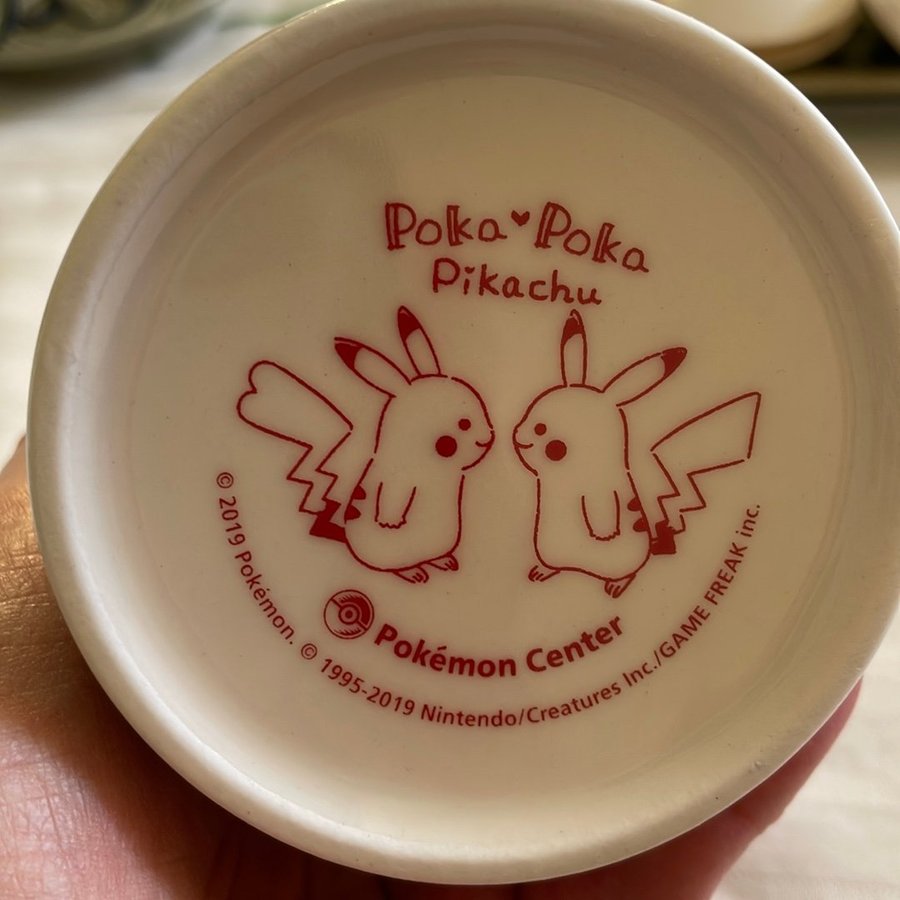 Poka♥Poka
Pikachu
Pokémon Center
© 2019 Pokémon. © 1995-2019 Nintendo/Creatures Inc./GAME FREAK inc.